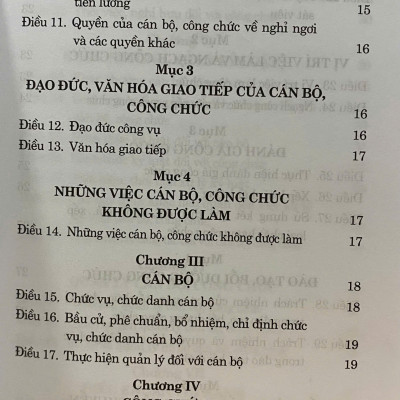 tiền lương 15
Điều 11. Quyền của cán bộ, công chức về nghỉ ngơi
và các quyền khác 16
Mục 3
ĐẠO ĐỨC, VĂN HÓA GIAO TIẾP CỦA CÁN BỘ,
CÔNG CHỨC 16
Điều 12. Đạo đức công vụ 16
Điều 13. Văn hóa giao tiếp 17
Mục 4
NHỮNG VIỆC CÁN BỘ, CÔNG CHỨC
KHÔNG ĐƯỢC LÀM 17
Điều 14. Những việc cán bộ, công chức không được làm 17
Chương III
CÁN BỘ 18
Điều 15. Chức vụ, chức danh cán bộ 18
Điều 16. Bầu cử, phê chuẩn, bổ nhiệm, chỉ định chức
vụ, chức danh cán bộ 19
Điều 17. Thực hiện quản lý đối với cán bộ 19
Chương IV